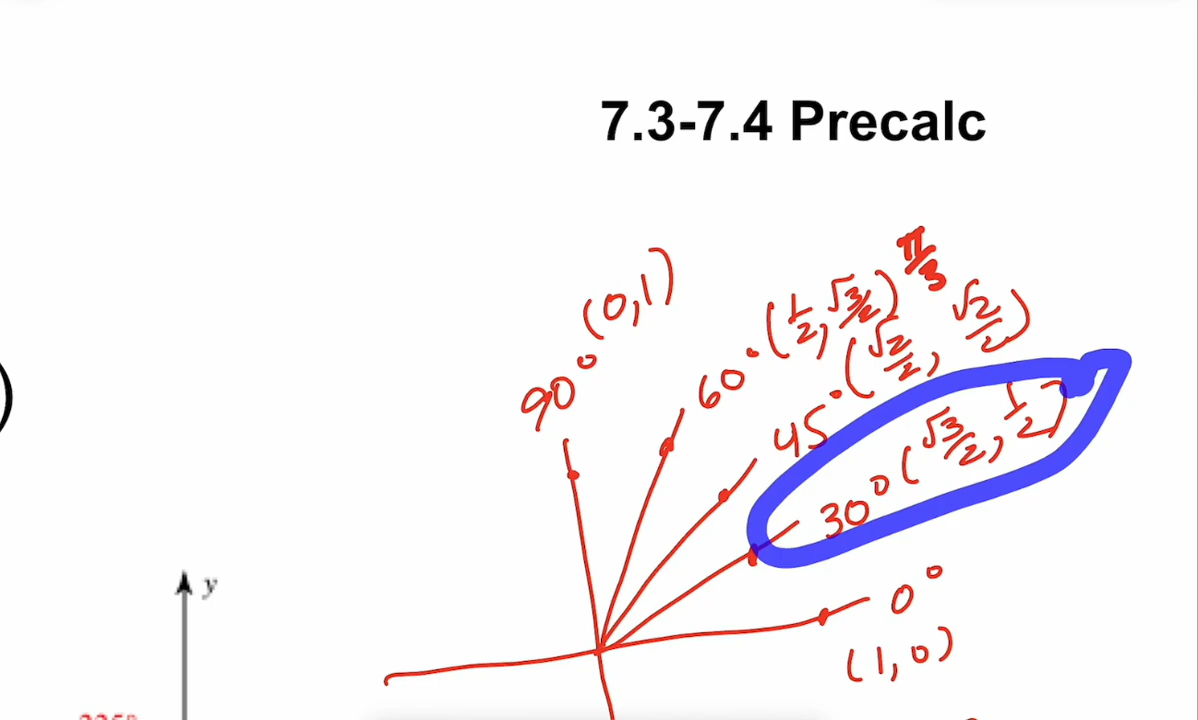 7.3-7.4 Precalc
90° (0,1)
60° (1/2, √3/2) π/3
45° (√2/2, √2/2)
30° (√3/2, 1/2)
0°
(1,0)
)
y